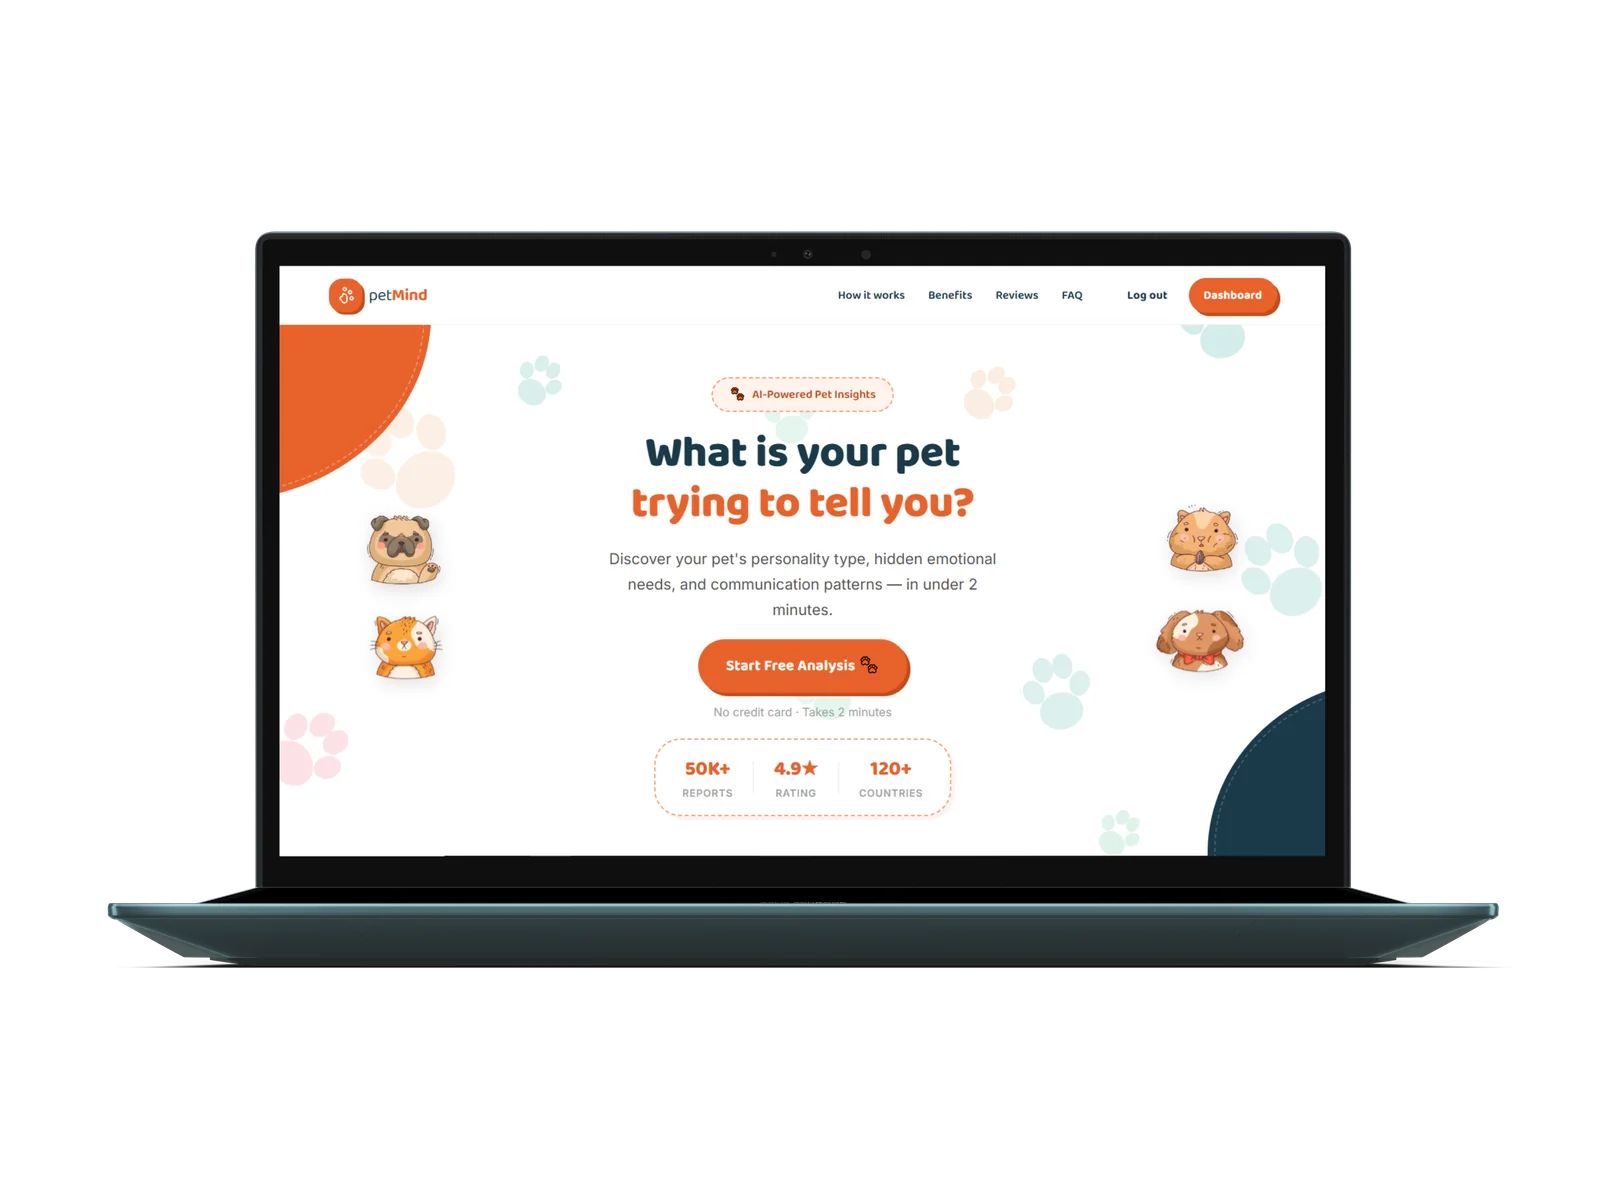 petMind
How it works
Benefits
Reviews
FAQ
Log out
Dashboard
AI-Powered Pet Insights
What is your pet
trying to tell you?
Discover your pet's personality type, hidden emotional
needs, and communication patterns — in under 2
minutes.
Start Free Analysis
No credit card · Takes 2 minutes
50K+
REPORTS
4.9★
RATING
120+
COUNTRIES